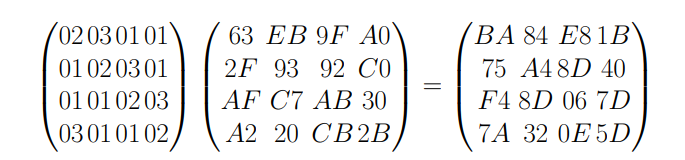 02 03 01 01 63 EB 9F A0 BA 84 E8 1B
01 02 03 01 2F 93 92 C0 75 A4 8D 40
01 01 02 03 AF C7 AB 30 = F4 8D 06 7D
03 01 01 02 A2 20 CB 2B 7A 32 0E 5D